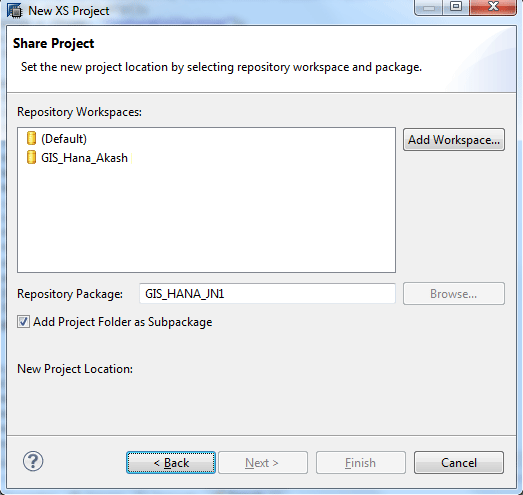 New XS Project
Share Project
Set the new project location by selecting repository workspace and package.
Repository Workspaces:
(Default)
GIS_Hana_Akash
Add Workspace...
Repository Package:
GIS_HANA_JN1
Browse...
Add Project Folder as Subpackage
New Project Location:
?
< Back
Next >
Finish
Cancel